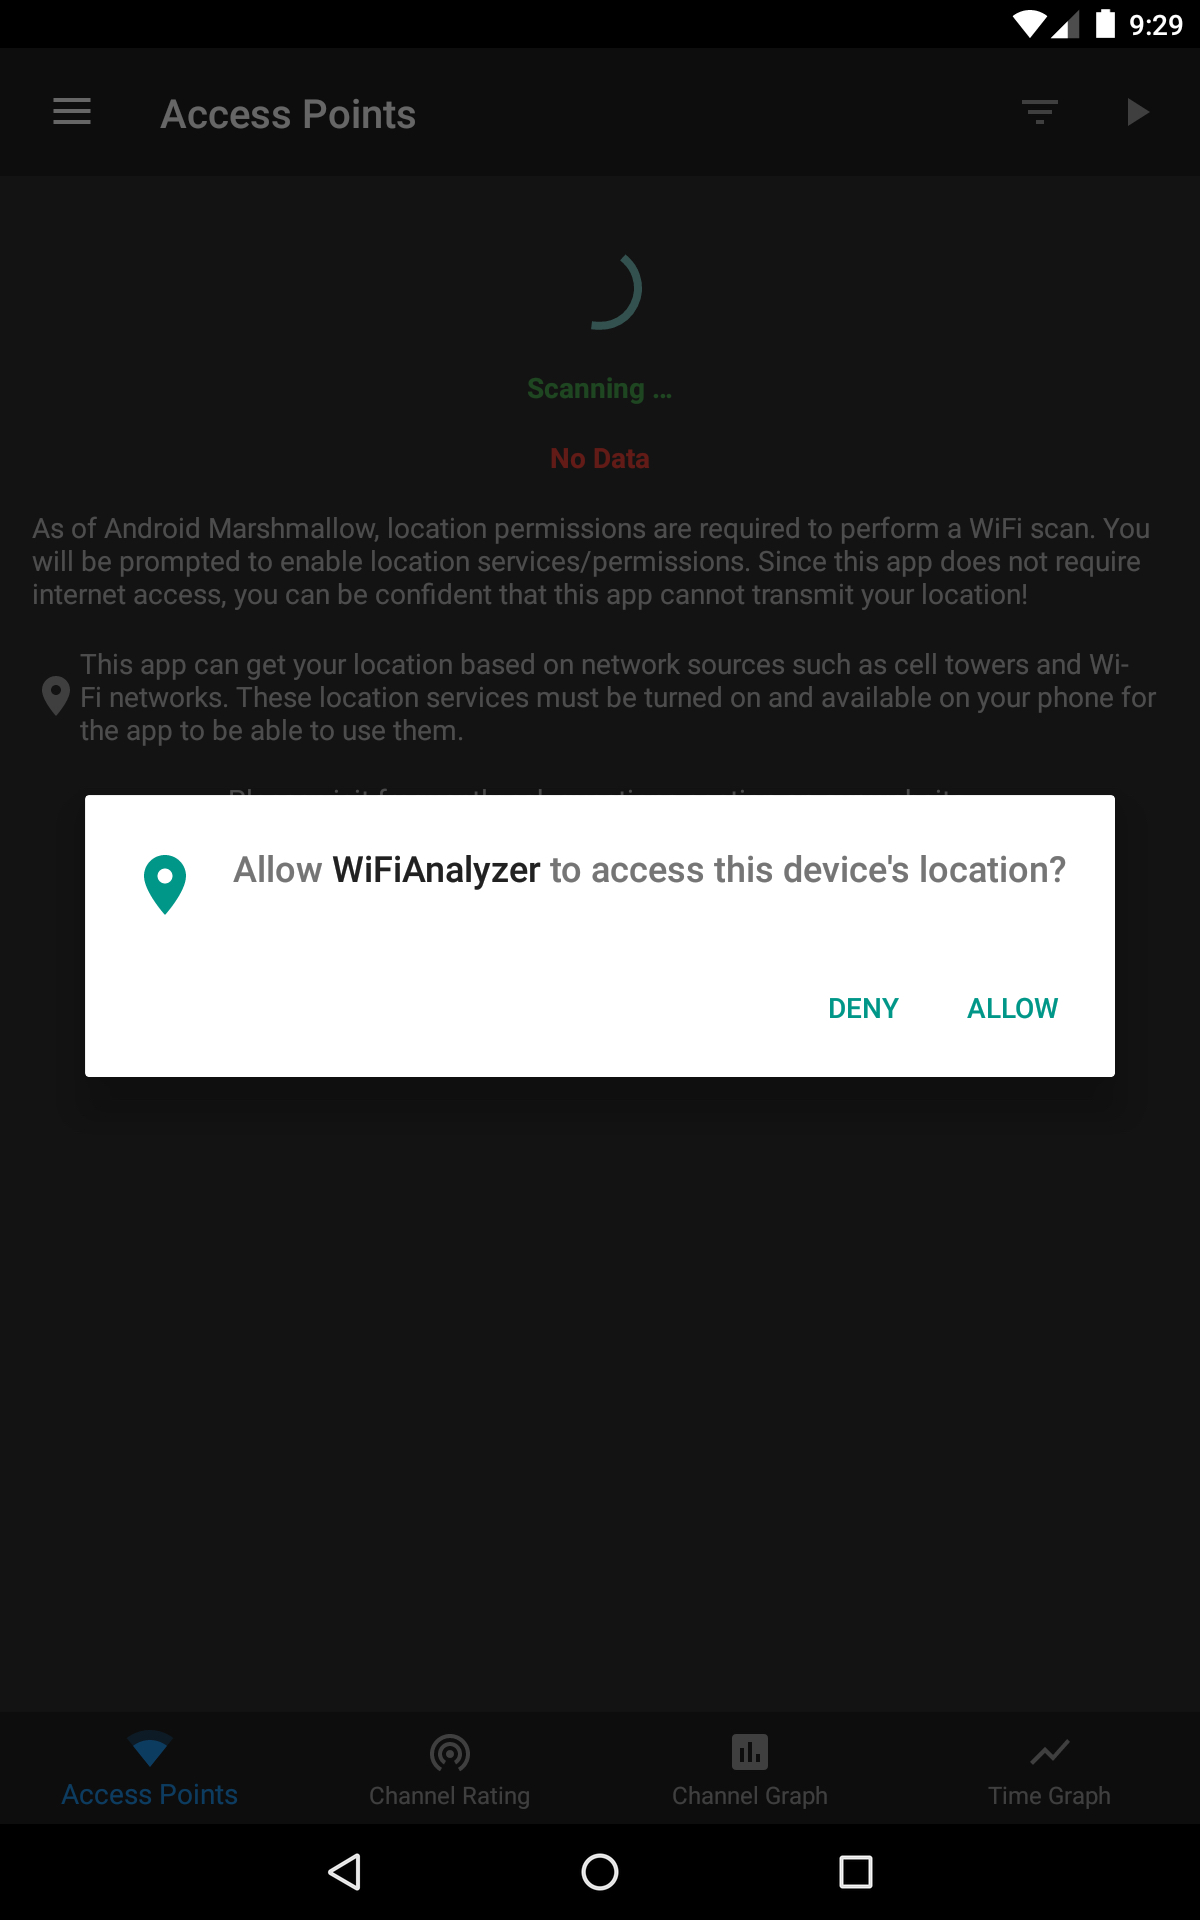 9:29
Access Points
Scanning ...
No Data
As of Android Marshmallow, location permissions are required to perform a WiFi scan. You
will be prompted to enable location services/permissions. Since this app does not require
internet access, you can be confident that this app cannot transmit your location!
This app can get your location based on network sources such as cell towers and Wi-
Fi networks. These location services must be turned on and available on your phone for
the app to be able to use them.
Allow WiFiAnalyzer to access this device's location?
DENY ALLOW
Access Points Channel Rating Channel Graph Time Graph